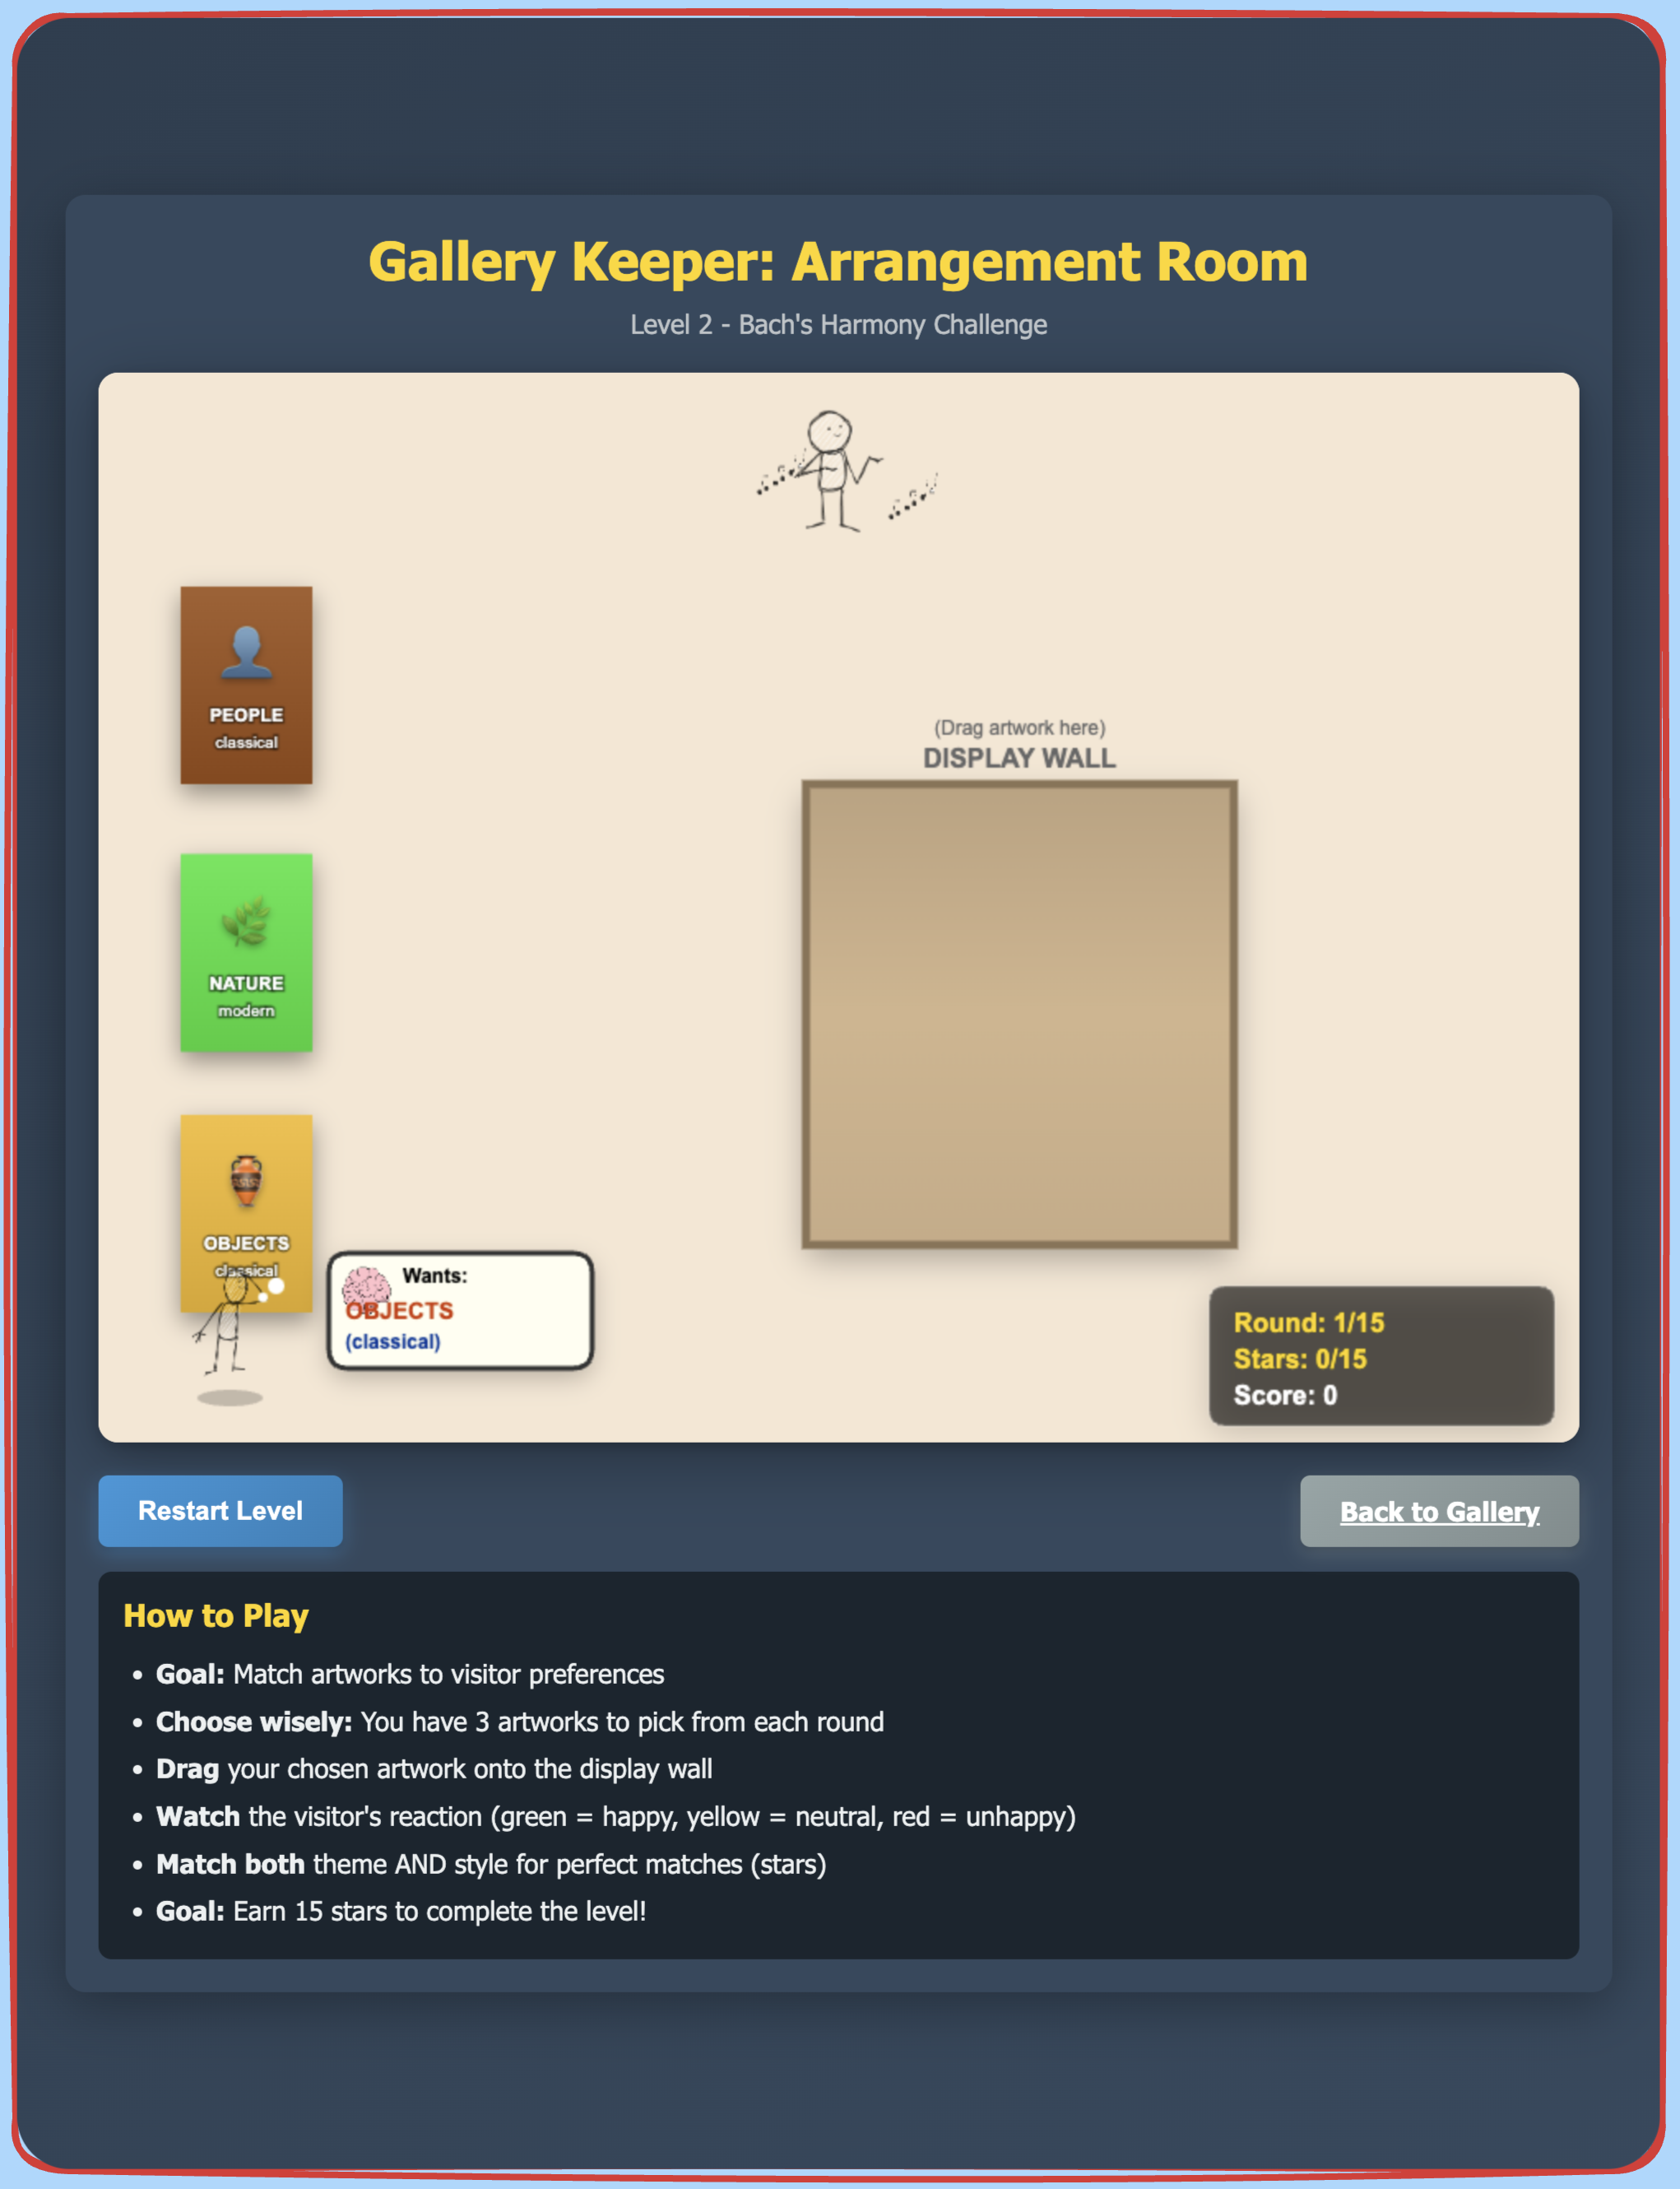 Gallery Keeper: Arrangement Room
Level 2 - Bach's Harmony Challenge
PEOPLE
classical
NATURE
modern
OBJECTS
classical
(Drag artwork here)
DISPLAY WALL
Wants:
OBJECTS
(classical)
Round: 1/15
Stars: 0/15
Score: 0
Restart Level
Back to Gallery
How to Play
• Goal: Match artworks to visitor preferences
• Choose wisely: You have 3 artworks to pick from each round
• Drag your chosen artwork onto the display wall
• Watch the visitor's reaction (green = happy, yellow = neutral, red = unhappy)
• Match both theme AND style for perfect matches (stars)
• Goal: Earn 15 stars to complete the level!